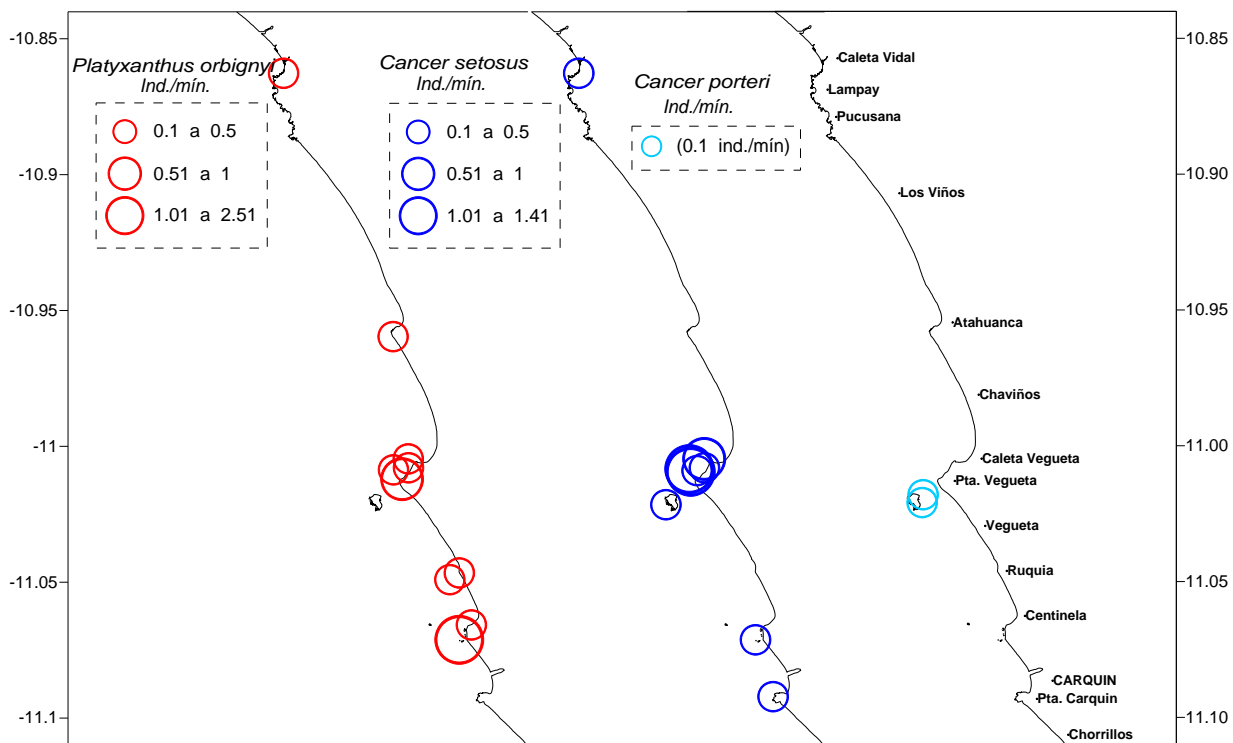 -10.85
-10.9
-10.95
-11
-11.05
-11.1
Platyxanthus orbignyi
Ind./mín.
0.1 a 0.5
0.51 a 1
1.01 a 2.51
Cancer setosus
Ind./mín.
0.1 a 0.5
0.51 a 1
1.01 a 1.41
Cancer porteri
Ind./mín.
(0.1 ind./mín)
Caleta Vidal
Lampay
Pucusana
Los Viños
Atahuanca
Chaviños
Caleta Vegueta
Pta. Vegueta
Vegueta
Ruquia
Centinela
CARQUIN
Pta. Carquin
Chorrillos
-10.85
-10.90
-10.95
-11.00
-11.05
-11.10